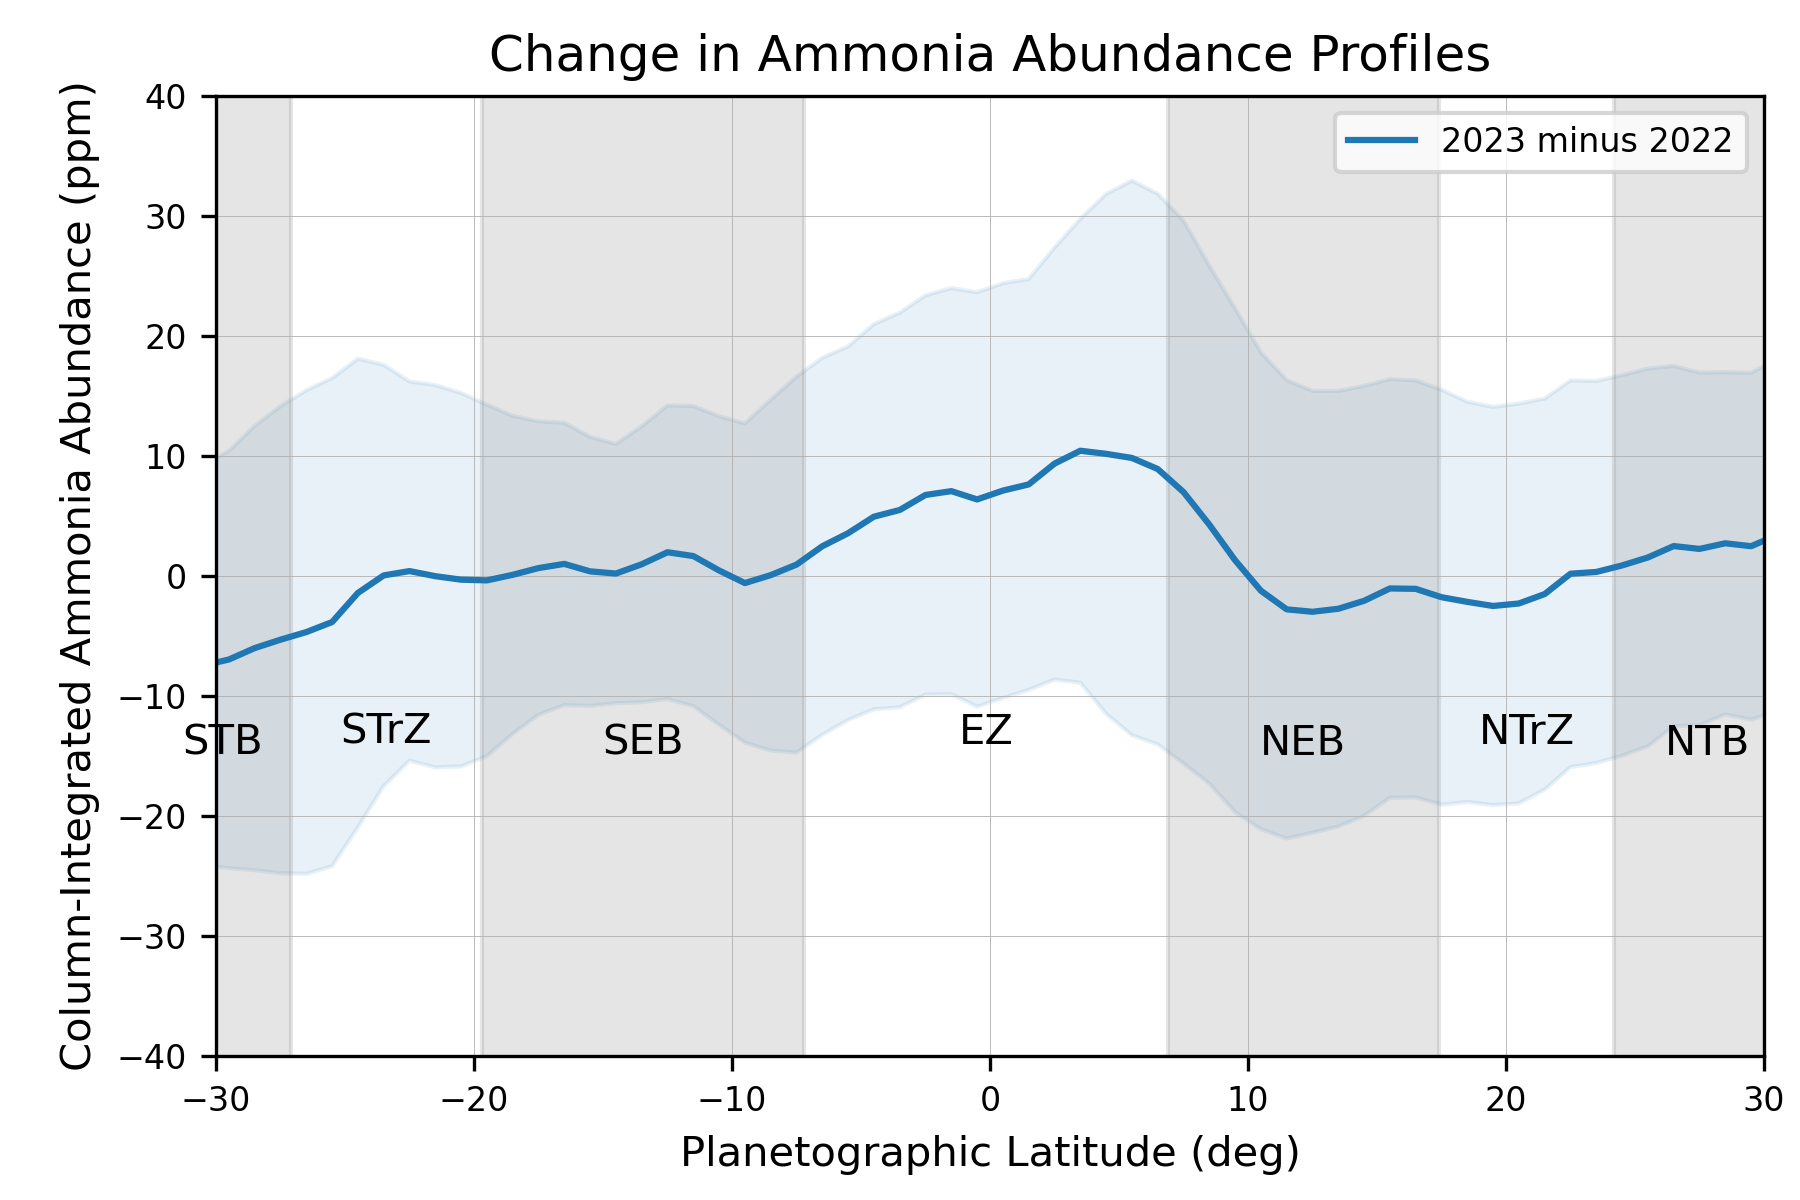 Change in Ammonia Abundance Profiles
Column-Integrated Ammonia Abundance (ppm)
40
30
20
10
0
−10
−20
−30
−40
2023 minus 2022
STB
STrZ
SEB
EZ
NEB
NTrZ
NTB
−30
−20
−10
0
10
20
30
Planetographic Latitude (deg)